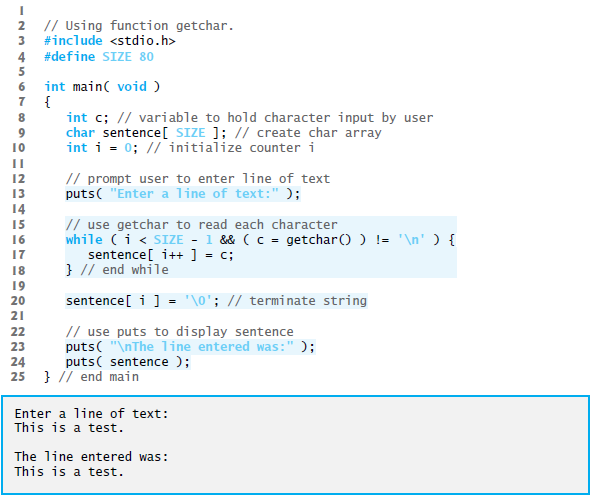 1
2 // Using function getchar.
3 #include <stdio.h>
4 #define SIZE 80
5
6 int main( void )
7 {
8    int c; // variable to hold character input by user
9    char sentence[ SIZE ]; // create char array
10    int i = 0; // initialize counter i
11
12    // prompt user to enter line of text
13    puts( "Enter a line of text:" );
14
15    // use getchar to read each character
16    while ( i < SIZE - 1 && ( c = getchar() ) != '\n' ) {
17       sentence[ i++ ] = c;
18    } // end while
19
20    sentence[ i ] = '\0'; // terminate string
21
22    // use puts to display sentence
23    puts( "\nThe line entered was:" );
24    puts( sentence );
25 } // end main
Enter a line of text:
This is a test.

The line entered was:
This is a test.